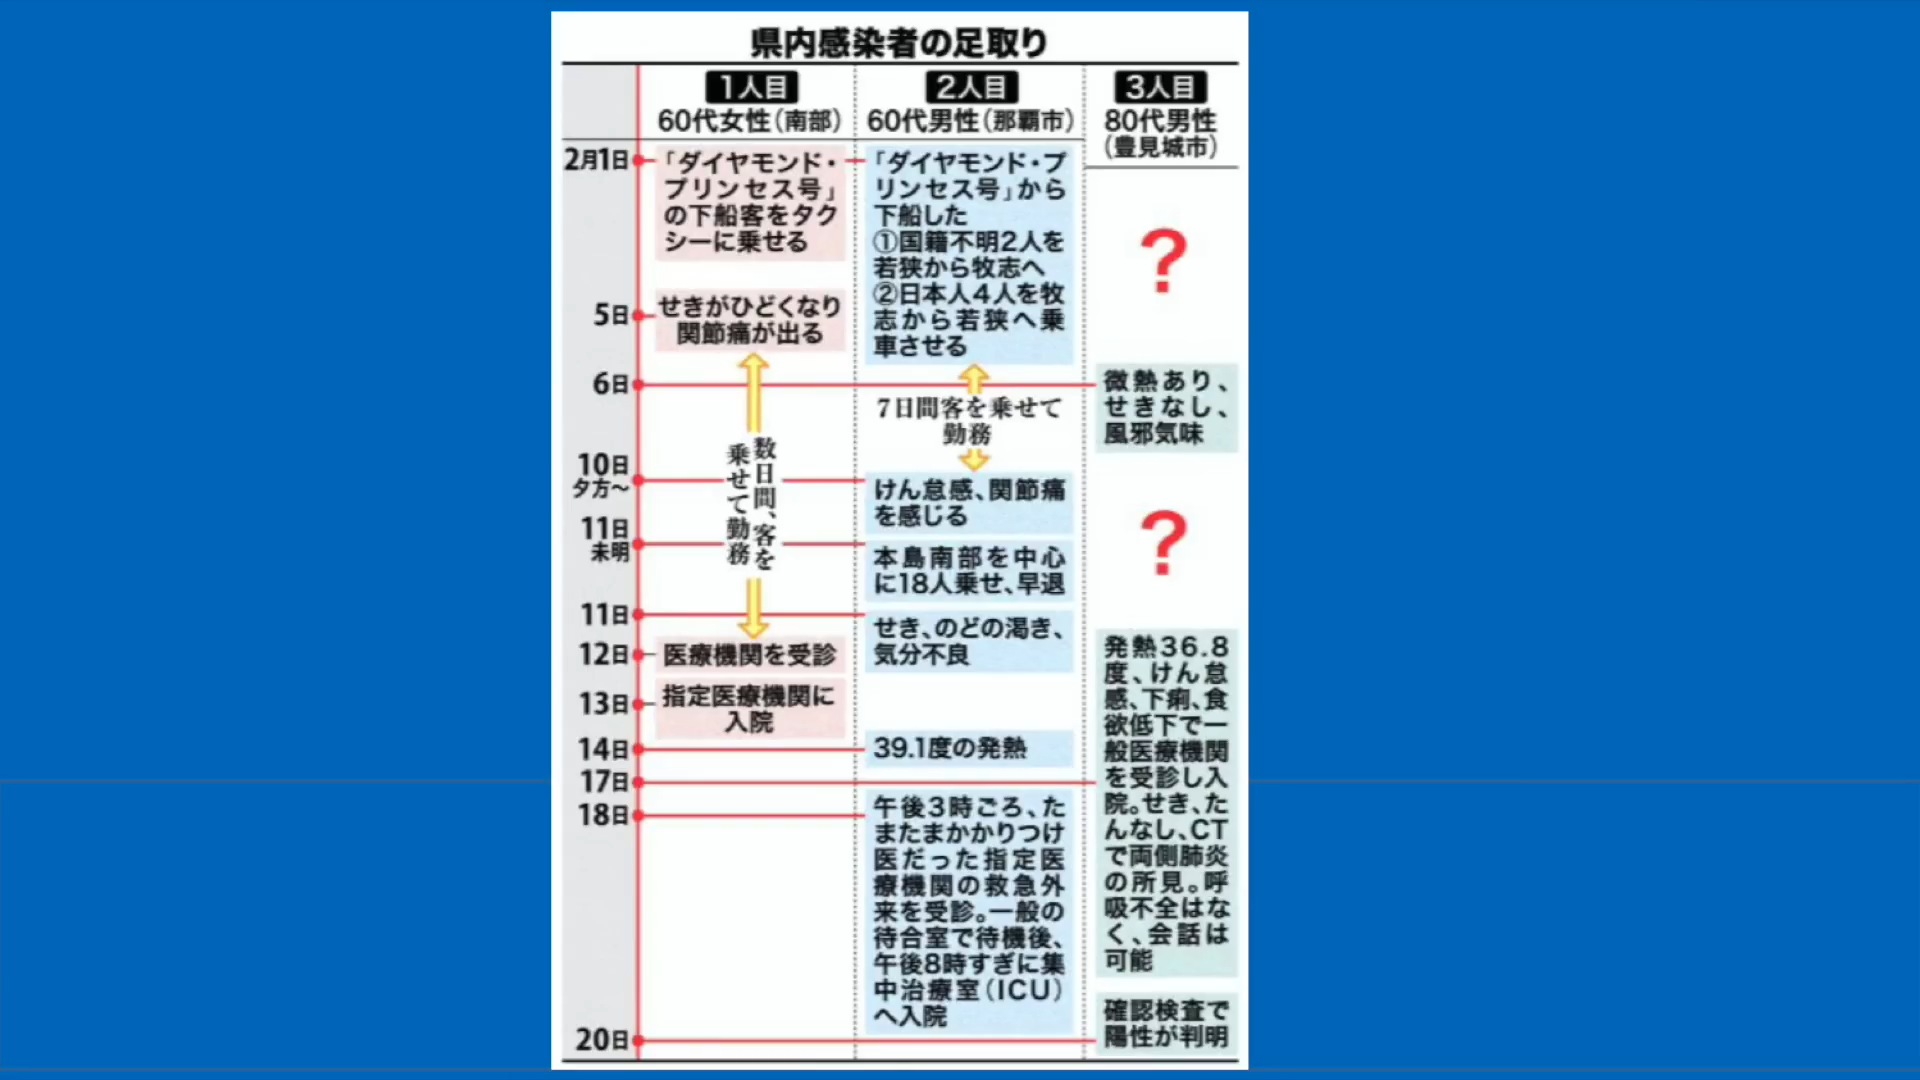 県内感染者の足取り
1人目
60代女性(南部)
2人目
60代男性(那覇市)
3人目
80代男性
(豊見城市)
2月1日
5日
6日
10日
夕方～
11日
未明
11日
12日
13日
14日
17日
18日
20日
「ダイヤモンド・
プリンセス号」
の下船客をタク
シーに乗せる
せきがひどくなり
関節痛が出る
数日間、客を
乗せて勤務
医療機関を受診
指定医療機関に
入院
「ダイヤモンド・プ
リンセス号」から
下船した
①国籍不明2人を
若狭から牧志へ
②日本人4人を牧
志から若狭へ乗
車させる
7日間客を乗せて
勤務
けん怠感、関節痛
を感じる
本島南部を中心
に18人乗せ、早退
せき、のどの渇き、
気分不良
39.1度の発熱
午後3時ごろ、た
またまかかりつけ
医だった指定医
療機関の救急外
来を受診。一般の
待合室で待機後、
午後8時すぎに集
中治療室(ICU)
へ入院
?
微熱あり、
せきなし、
風邪気味
?
発熱36.8
度、けん怠
感、下痢、食
欲低下で一
般医療機関
を受診し入
院。せき、た
んなし、CT
で両側肺炎
の所見。呼
吸不全はな
く、会話は
可能
確認検査で
陽性が判明